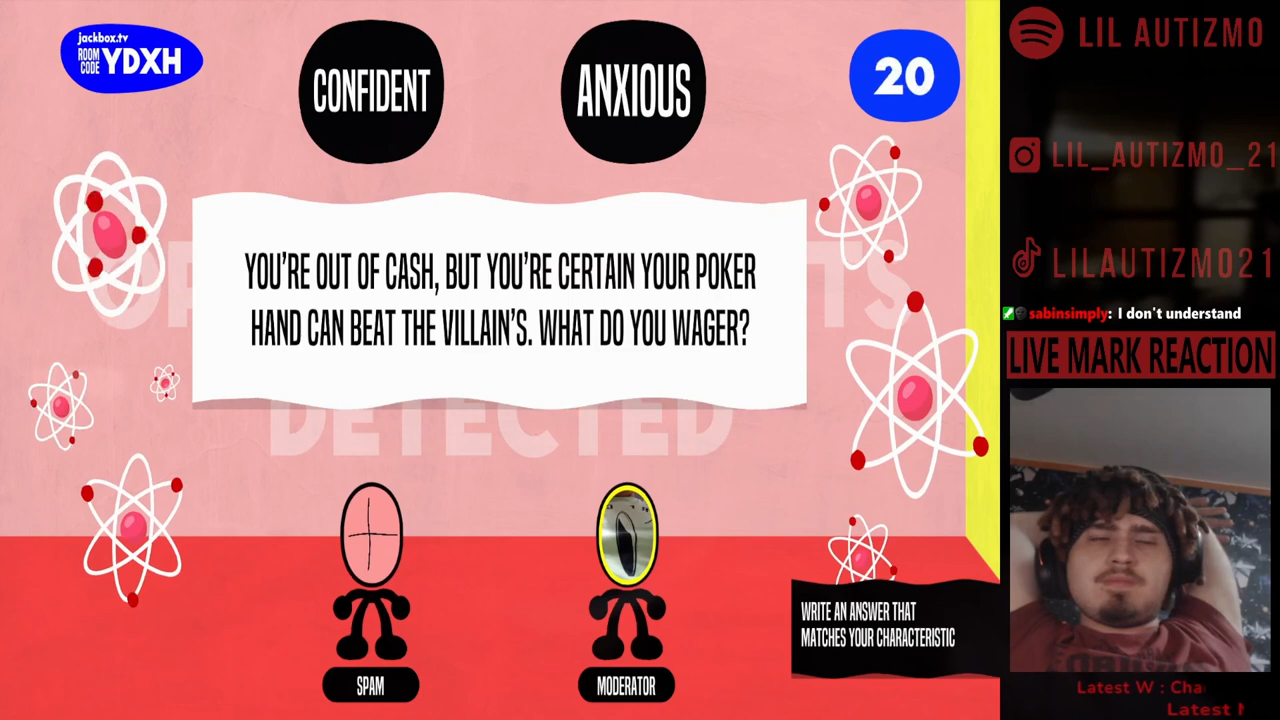 jackbox.tv
ROOM CODE YDXH
CONFIDENT
ANXIOUS
20
YOU'RE OUT OF CASH, BUT YOU'RE CERTAIN YOUR POKER
HAND CAN BEAT THE VILLAIN'S. WHAT DO YOU WAGER?
DETECTED
WRITE AN ANSWER THAT
MATCHES YOUR CHARACTERISTIC
SPAM
MODERATOR
LIL AUTIZMO
LIL_AUTIZMO_21
LILAUTIZMO21
sabinsimply: I don't understand
LIVE MARK REACTION
Latest W : Cha
Latest